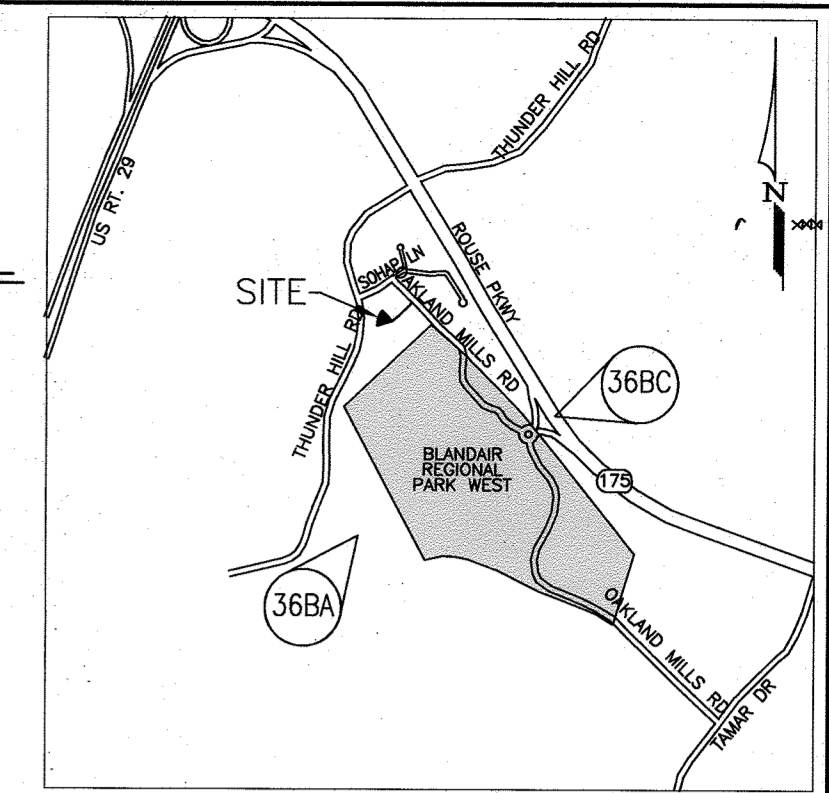 THUNDER HILL RD
US RT. 29
N
ROUSE PKWY
SOHAP LN
SITE
OAKLAND MILLS RD
THUNDER HILL RD
36BC
BLANDAIR
REGIONAL
PARK WEST
175
36BA
OAKLAND MILLS RD
TAMAR DR